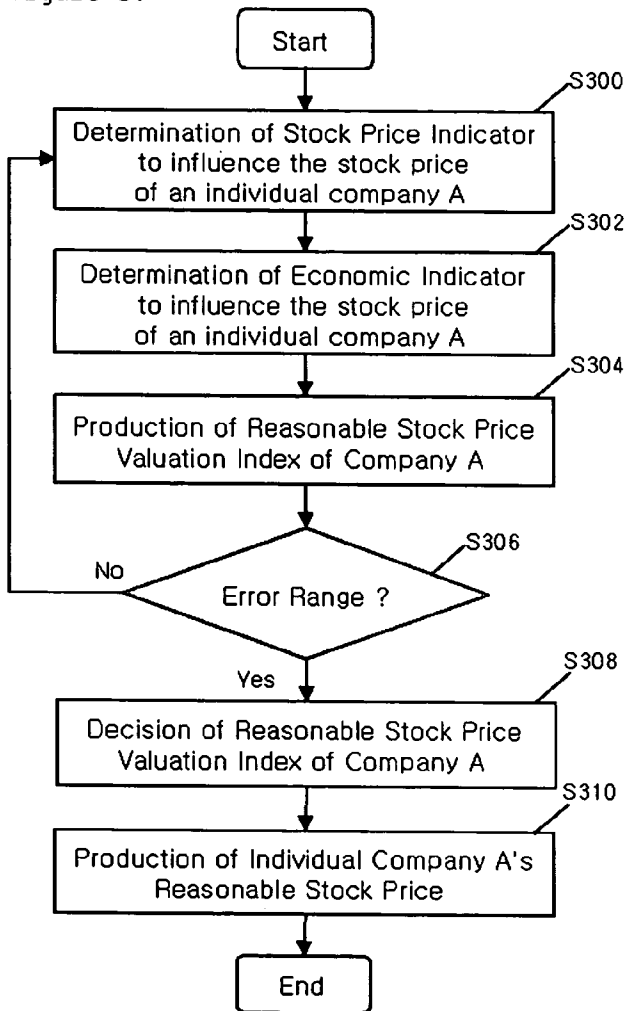 Start
S300
Determination of Stock Price Indicator
to influence the stock price
of an individual company A
S302
Determination of Economic Indicator
to influence the stock price
of an individual company A
S304
Production of Reasonable Stock Price
Valuation Index of Company A
S306
No
Error Range ?
Yes
S308
Decision of Reasonable Stock Price
Valuation Index of Company A
S310
Production of Individual Company A's
Reasonable Stock Price
End